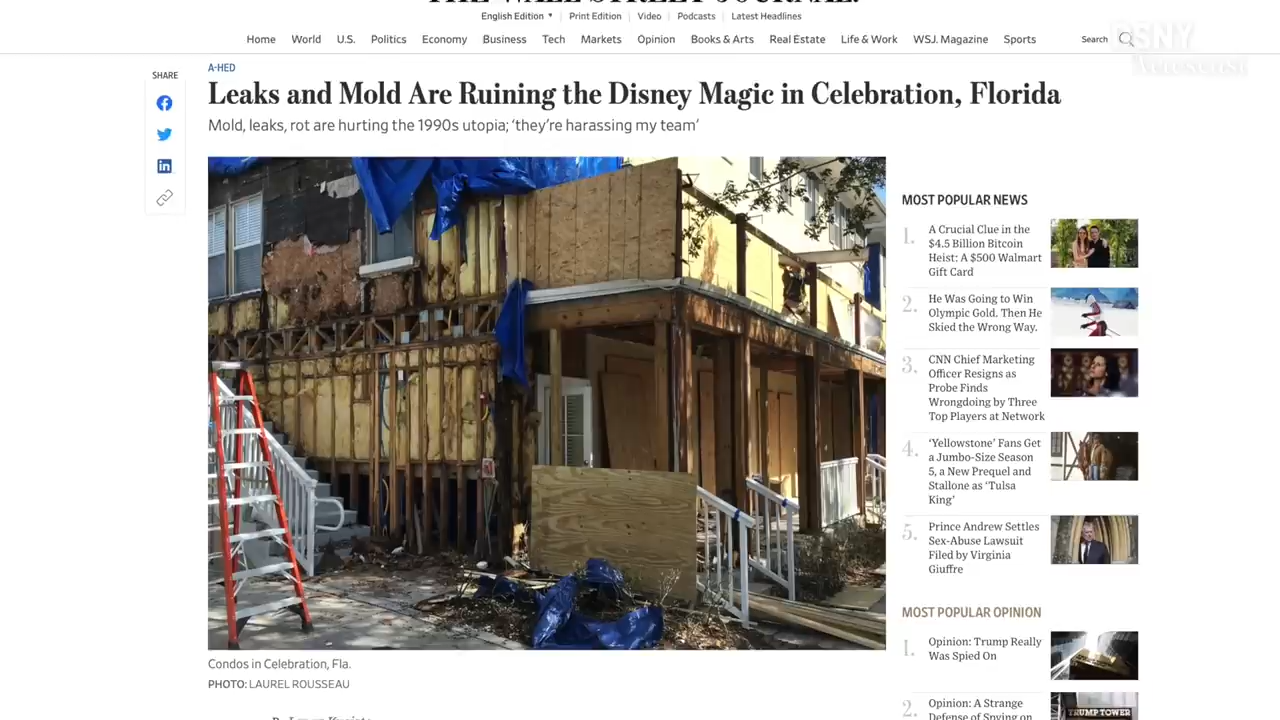 THE WALL STREET JOURNAL.
English Edition
Print Edition
Video
Podcasts
Latest Headlines
Home
World
U.S.
Politics
Economy
Business
Tech
Markets
Opinion
Books & Arts
Real Estate
Life & Work
WSJ. Magazine
Sports
Search
DSNY
Newscast
SHARE
A-HED
Leaks and Mold Are Ruining the Disney Magic in Celebration, Florida
Mold, leaks, rot are hurting the 1990s utopia; ‘they’re harassing my team’
Condos in Celebration, Fla.
PHOTO: LAUREL ROUSSEAU
MOST POPULAR NEWS
1.
A Crucial Clue in the
$4.5 Billion Bitcoin
Heist: A $500 Walmart
Gift Card
2.
He Was Going to Win
Olympic Gold. Then He
Skied the Wrong Way.
3.
CNN Chief Marketing
Officer Resigns as
Probe Finds
Wrongdoing by Three
Top Players at Network
4.
‘Yellowstone’ Fans Get
a Jumbo-Size Season
5, a New Prequel and
Stallone as ‘Tulsa
King’
5.
Prince Andrew Settles
Sex-Abuse Lawsuit
Filed by Virginia
Giuffre
MOST POPULAR OPINION
1.
Opinion: Trump Really
Was Spied On
2.
Opinion: A Strange
Defense of Spying on
TRUMP TOWER